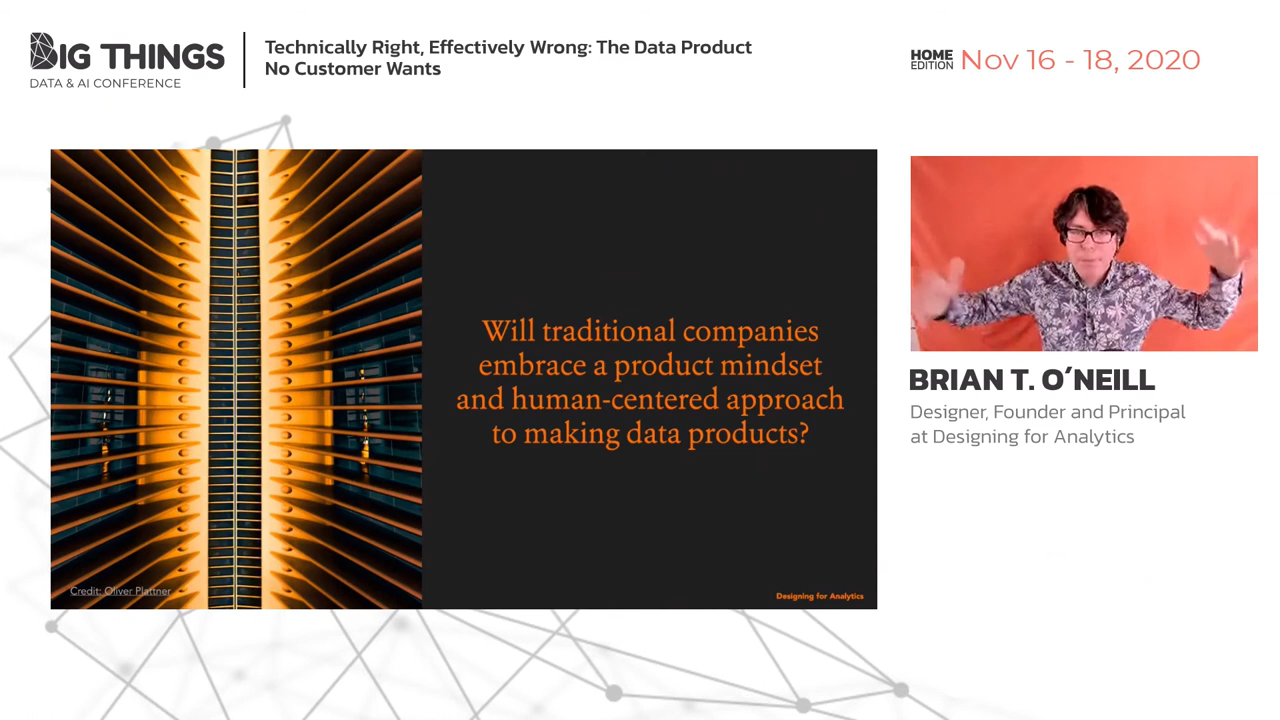 BIG THINGS
DATA & AI CONFERENCE
Technically Right, Effectively Wrong: The Data Product
No Customer Wants
HOME
EDITION
Nov 16 - 18, 2020
Will traditional companies
embrace a product mindset
and human-centered approach
to making data products?
Credit: Oliver Plattner
Designing for Analytics
BRIAN T. O´NEILL
Designer, Founder and Principal
at Designing for Analytics